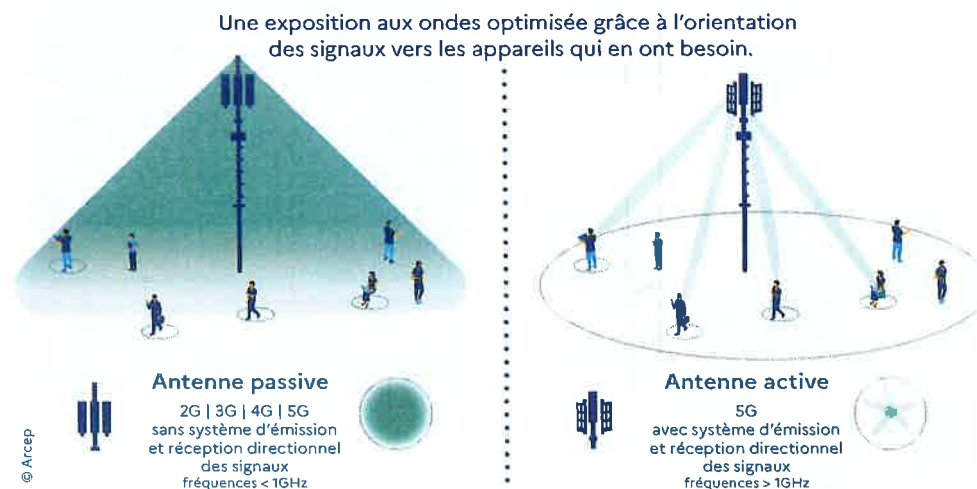 Une exposition aux ondes optimisée grâce à l'orientation
des signaux vers les appareils qui en ont besoin.
Antenne passive
2G | 3G | 4G | 5G
sans système d'émission
et réception directionnel
des signaux
fréquences < 1GHz
Antenne active
5G
avec système d'émission
et réception directionnel
des signaux
fréquences > 1GHz
© Arcep